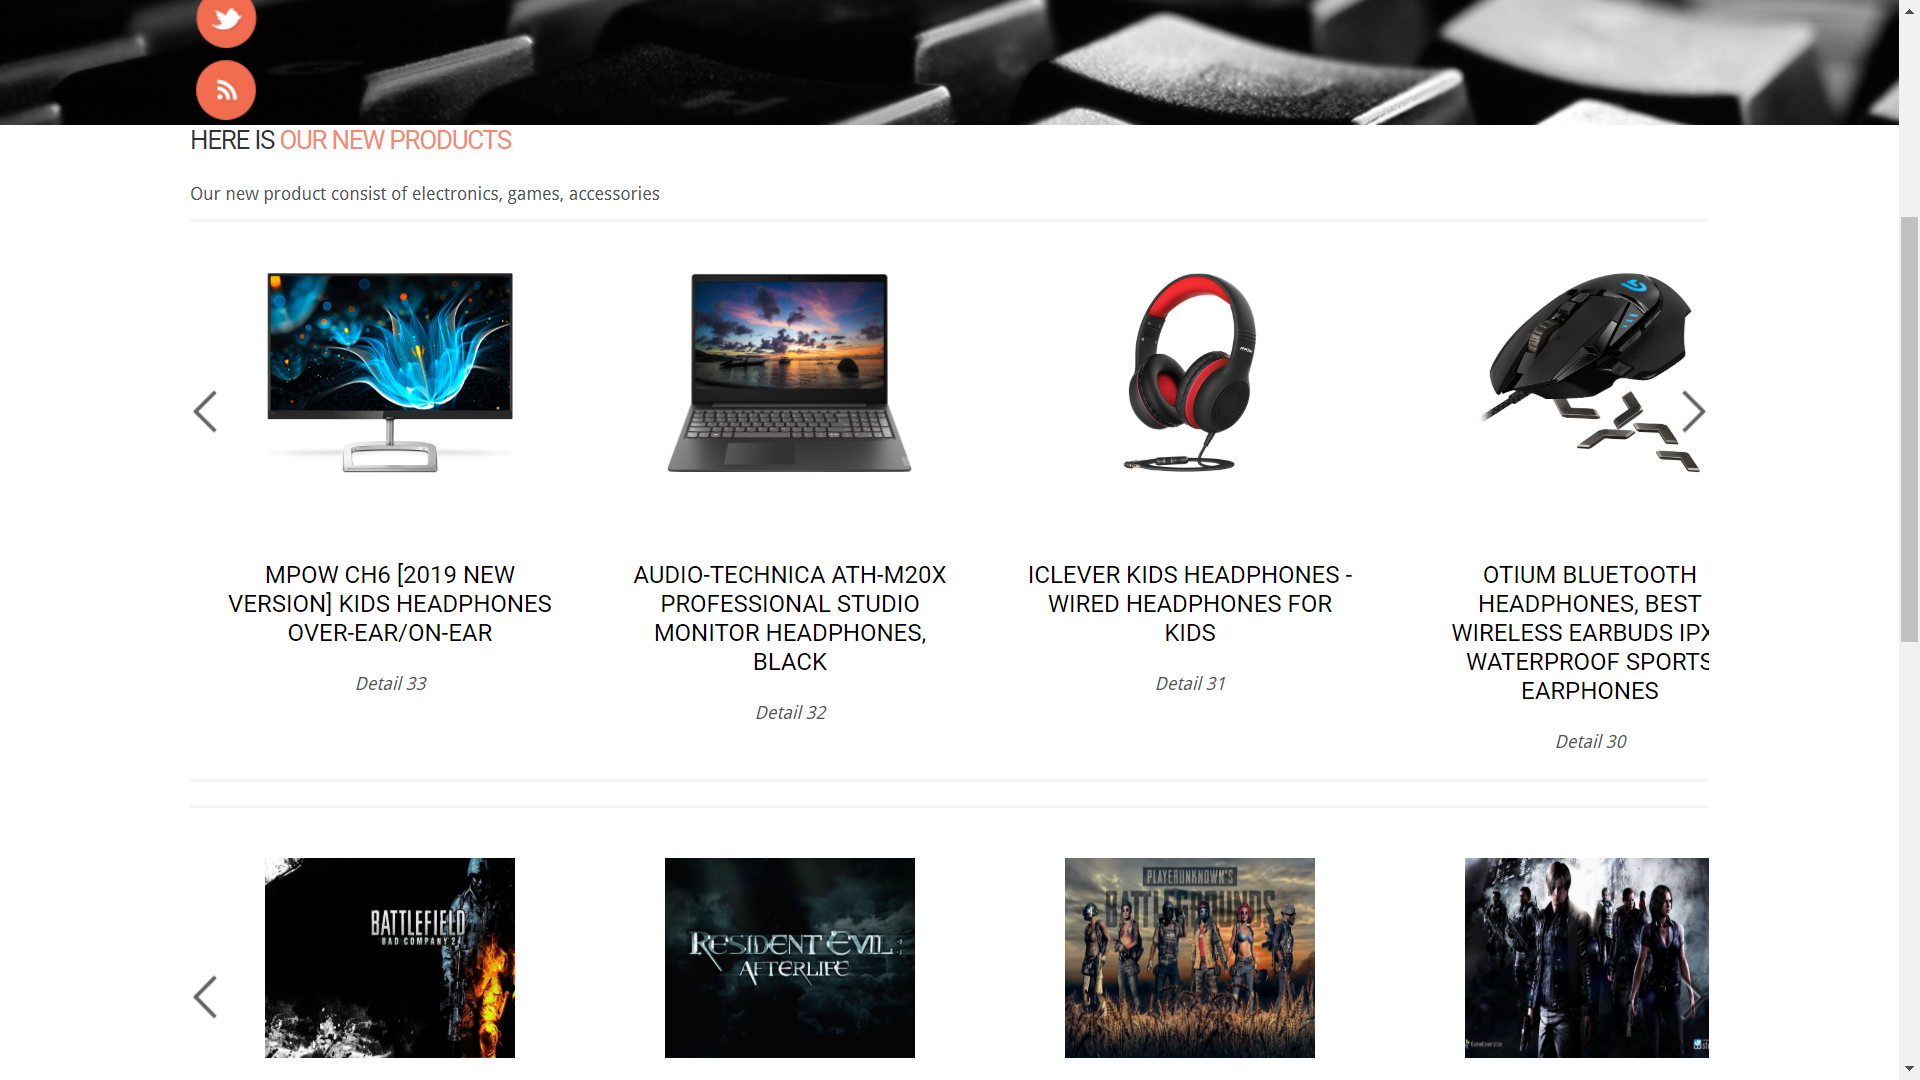 HERE IS OUR NEW PRODUCTS
Our new product consist of electronics, games, accessories
MPOW CH6 [2019 NEW
VERSION] KIDS HEADPHONES
OVER-EAR/ON-EAR
Detail 33
AUDIO-TECHNICA ATH-M20X
PROFESSIONAL STUDIO
MONITOR HEADPHONES,
BLACK
Detail 32
ICLEVER KIDS HEADPHONES -
WIRED HEADPHONES FOR
KIDS
Detail 31
OTIUM BLUETOOTH
HEADPHONES, BEST
WIRELESS EARBUDS IPX
WATERPROOF SPORTS
EARPHONES
Detail 30
BATTLEFIELD
BAD COMPANY 2
RESIDENT EVIL :
AFTERLIFE
PLAYERUNKNOWN'S
BATTLEGROUNDS